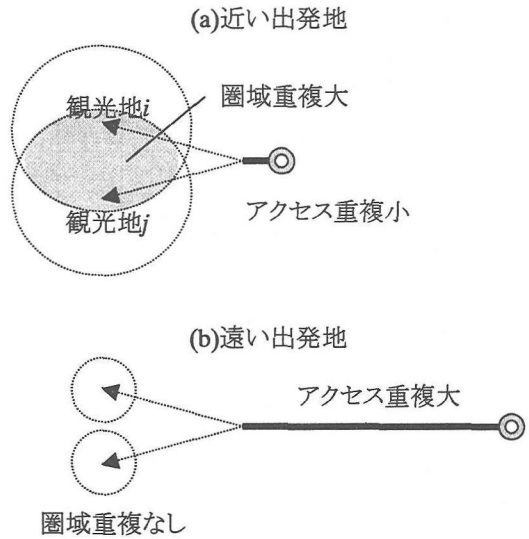 (a)近い出発地
観光地i
圏域重複大
観光地j
アクセス重複小
(b)遠い出発地
アクセス重複大
圏域重複なし